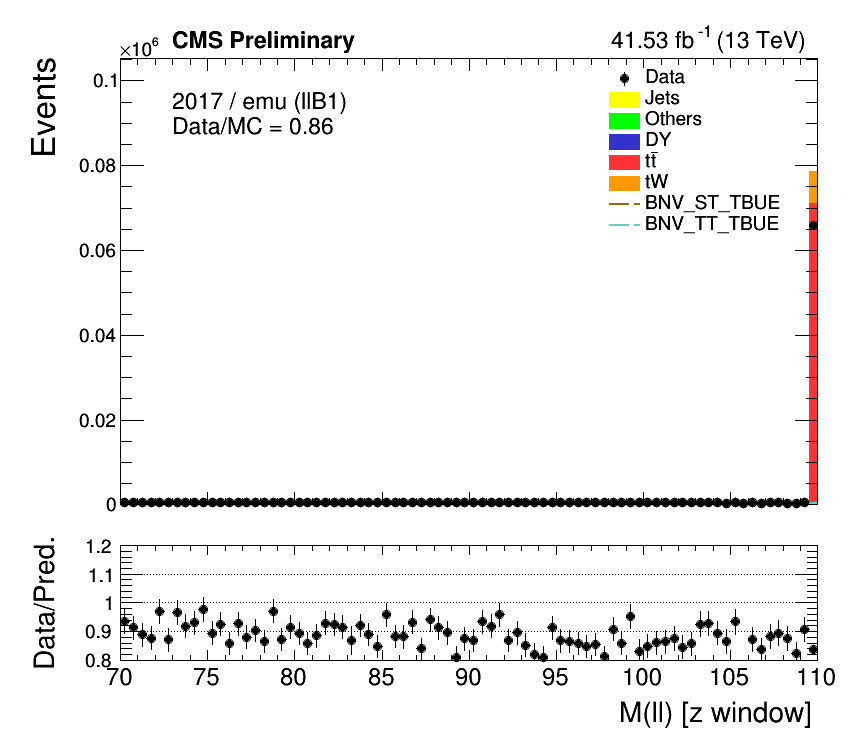 ×10⁶ CMS Preliminary 41.53 fb⁻¹ (13 TeV)
Events
2017 / emu (llB1)
Data/MC = 0.86
Data
Jets
Others
DY
tt̄
tW
BNV_ST_TBUE
BNV_TT_TBUE
0.1
0.08
0.06
0.04
0.02
0
Data/Pred.
1.2
1.1
1
0.9
0.8
70 75 80 85 90 95 100 105 110
M(ll) [z window]